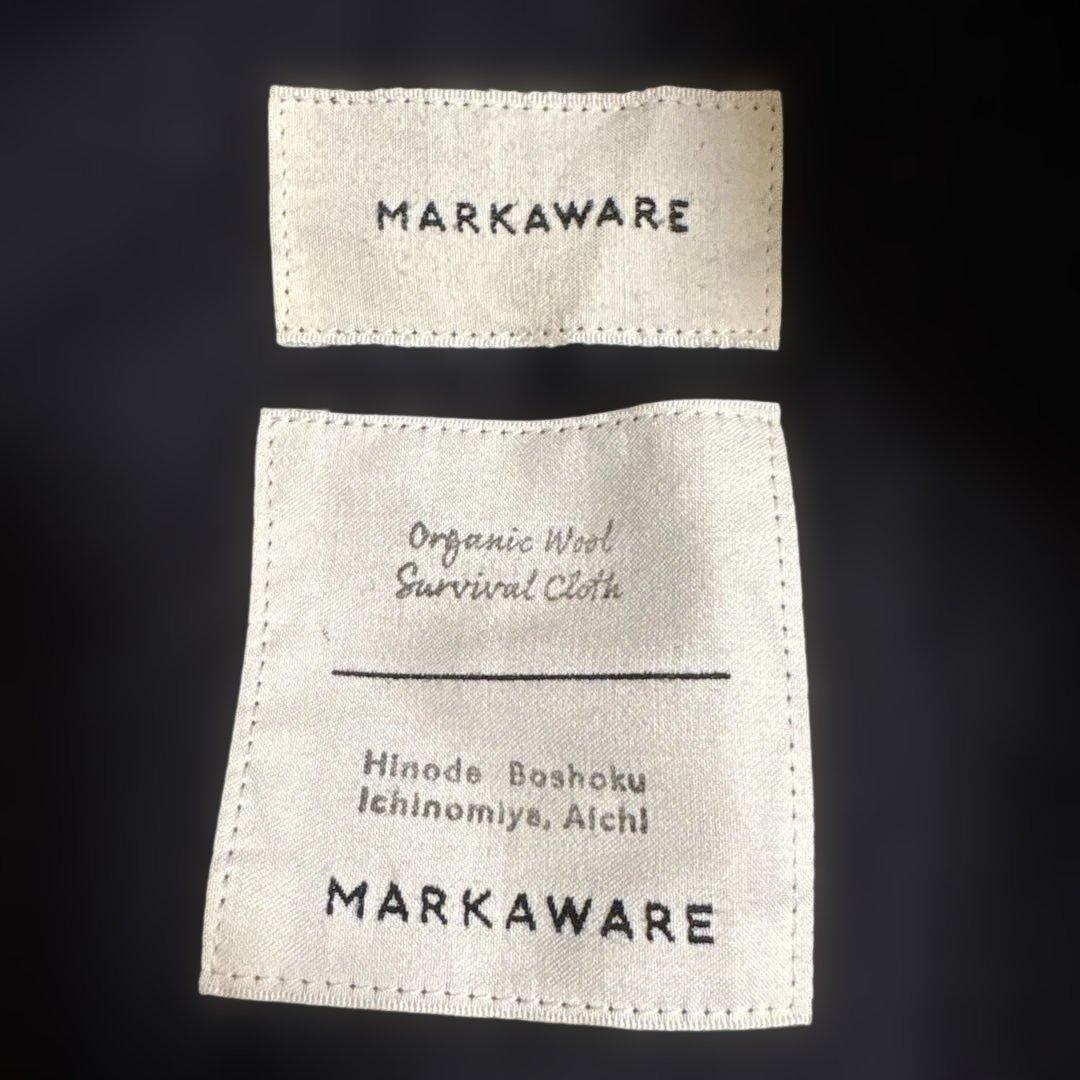 MARKAWARE
Organic Wool
Survival Cloth
Hinode Boshoku
Ichinomiya, Aichi
MARKAWARE